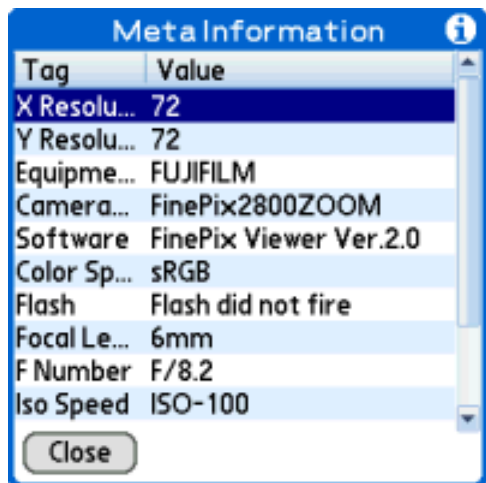 Meta Information i
Tag Value
X Resolu... 72
Y Resolu... 72
Equipme... FUJIFILM
Camera... FinePix2800ZOOM
Software FinePix Viewer Ver.2.0
Color Sp... sRGB
Flash Flash did not fire
Focal Le... 6mm
F Number F/8.2
Iso Speed ISO-100
Close